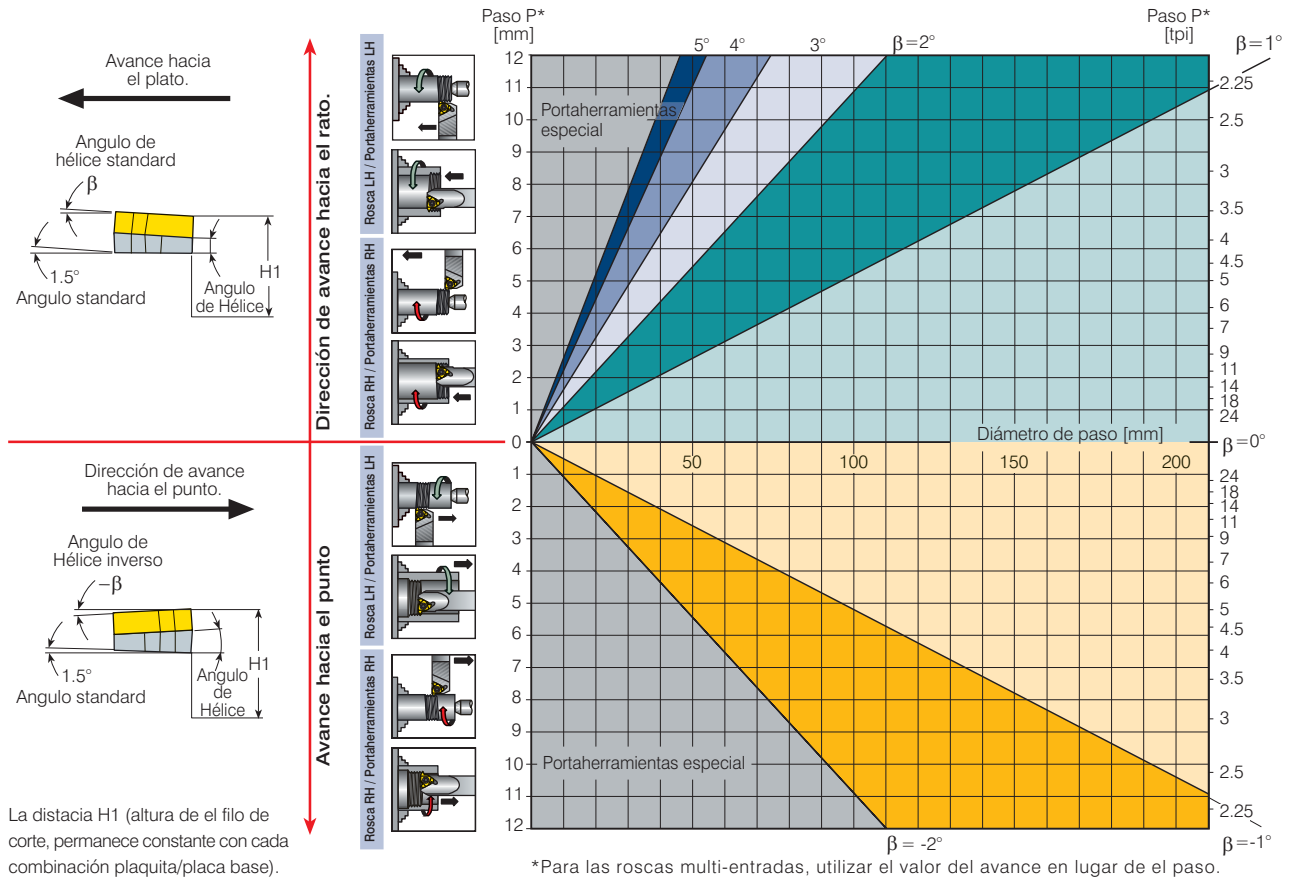 Avance hacia
el plato.
Angulo de
hélice standard
β
1.5°
Angulo standard
Angulo
de Hélice
H1
Dirección de avance hacia el rato.
Rosca LH / Portaherramientas LH
Rosca RH / Portaherramientas RH
Dirección de avance
hacia el punto.
Angulo de
Hélice inverso
−β
1.5°
Angulo standard
Angulo
de
Hélice
H1
Avance hacia el punto
Rosca LH / Portaherramientas LH
Rosca RH / Portaherramientas RH
La distacia H1 (altura de el filo de
corte, permanece constante con cada
combinación plaquita/placa base).
Paso P*
[mm]
5°
4°
3°
β=2°
Paso P*
[tpi]
β=1°
12
11
10
9
8
7
6
5
4
3
2
1
0
1
2
3
4
5
6
7
8
9
10
11
12
Portaherramientas
especial
2.25
2.5
3
3.5
4
4.5
5
6
7
9
11
14
18
24
Diámetro de paso [mm]
β=0°
50
100
150
200
24
18
14
11
9
7
6
5
4.5
4
3.5
3
2.5
2.25
Portaherramientas especial
β = -2°
β=-1°
*Para las roscas multi-entradas, utilizar el valor del avance en lugar de el paso.